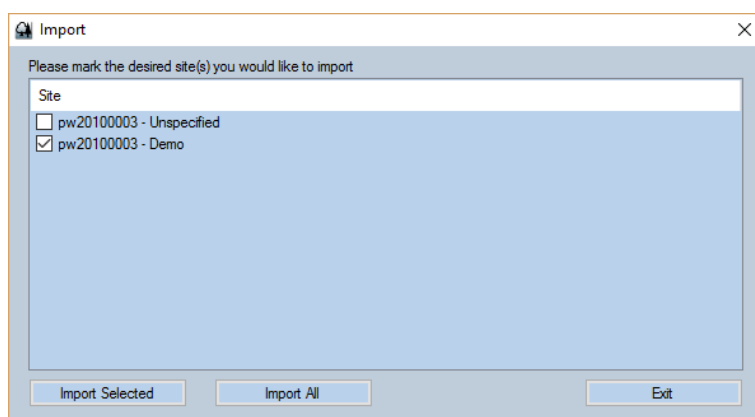 Import
Please mark the desired site(s) you would like to import
Site
pw20100003 - Unspecified
pw20100003 - Demo
Import Selected
Import All
Exit